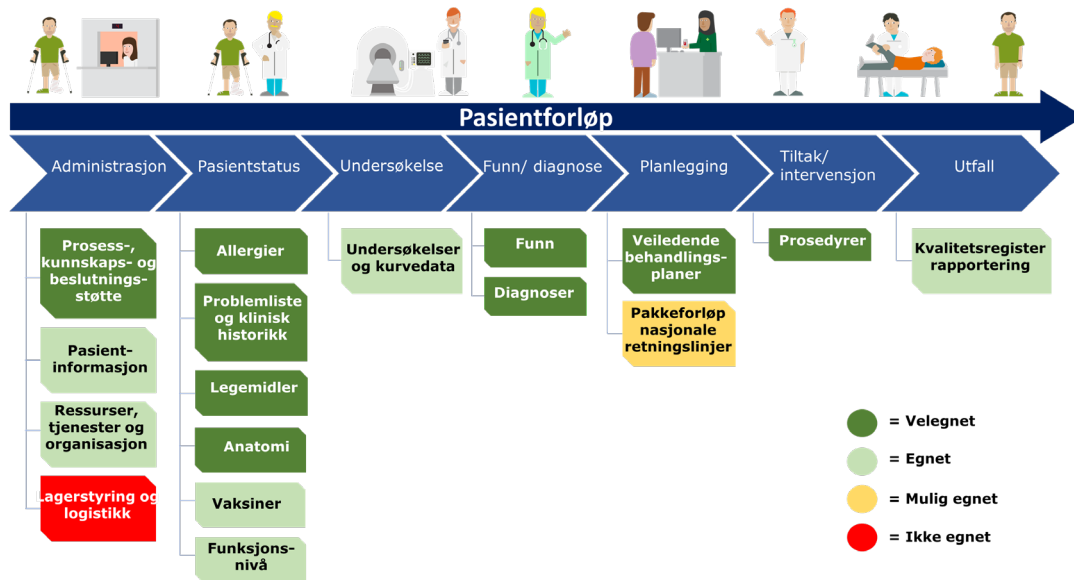 Pasientforløp
Administrasjon
Pasientstatus
Undersøkelse
Funn/ diagnose
Planlegging
Tiltak/
intervensjon
Utfall
Prosess-,
kunnskaps- og
beslutnings-
støtte
Pasient-
informasjon
Ressurser,
tjenester og
organisasjon
Lagerstyring og
logistikk
Allergier
Problemliste
og klinisk
historikk
Legemidler
Anatomi
Vaksiner
Funksjons-
nivå
Undersøkelser
og kurvedata
Funn
Diagnoser
Veiledende
behandlings-
planer
Pakkeforløp
nasjonale
retningslinjer
Prosedyrer
Kvalitetsregister
rapportering
= Velegnet
= Egnet
= Mulig egnet
= Ikke egnet